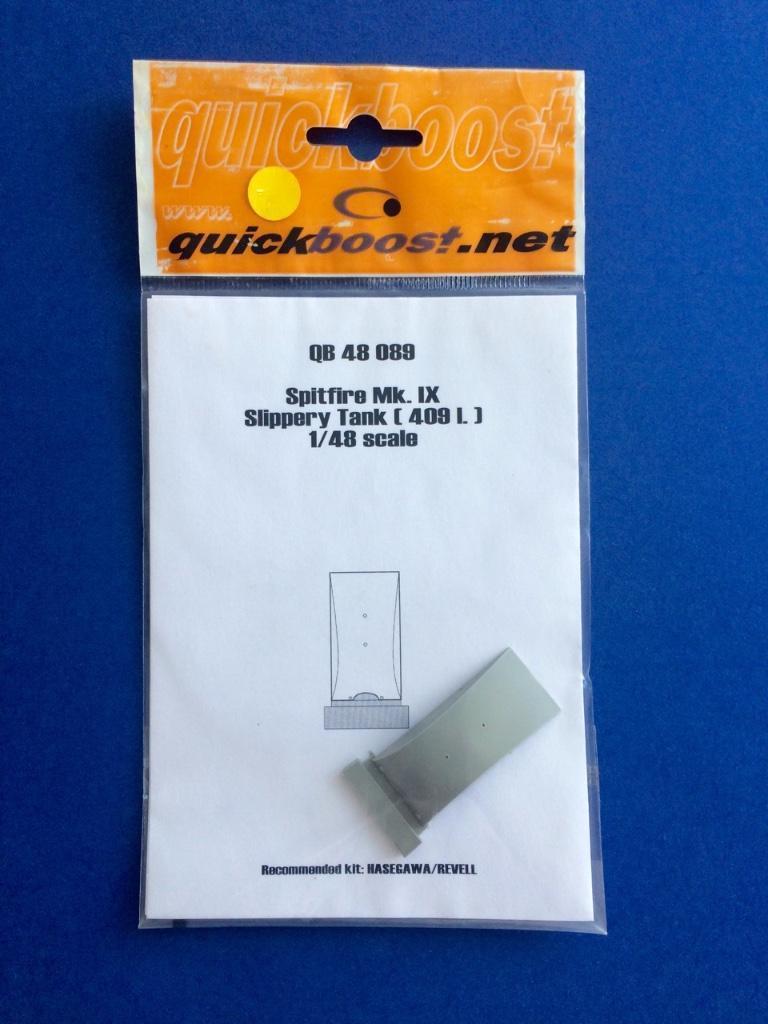 quickboost
www.
quickboost.net
QB 48 089
Spitfire Mk. IX
Slippery Tank ( 409 l. )
1/48 scale
Recommended kit: HASEGAWA/REVELL